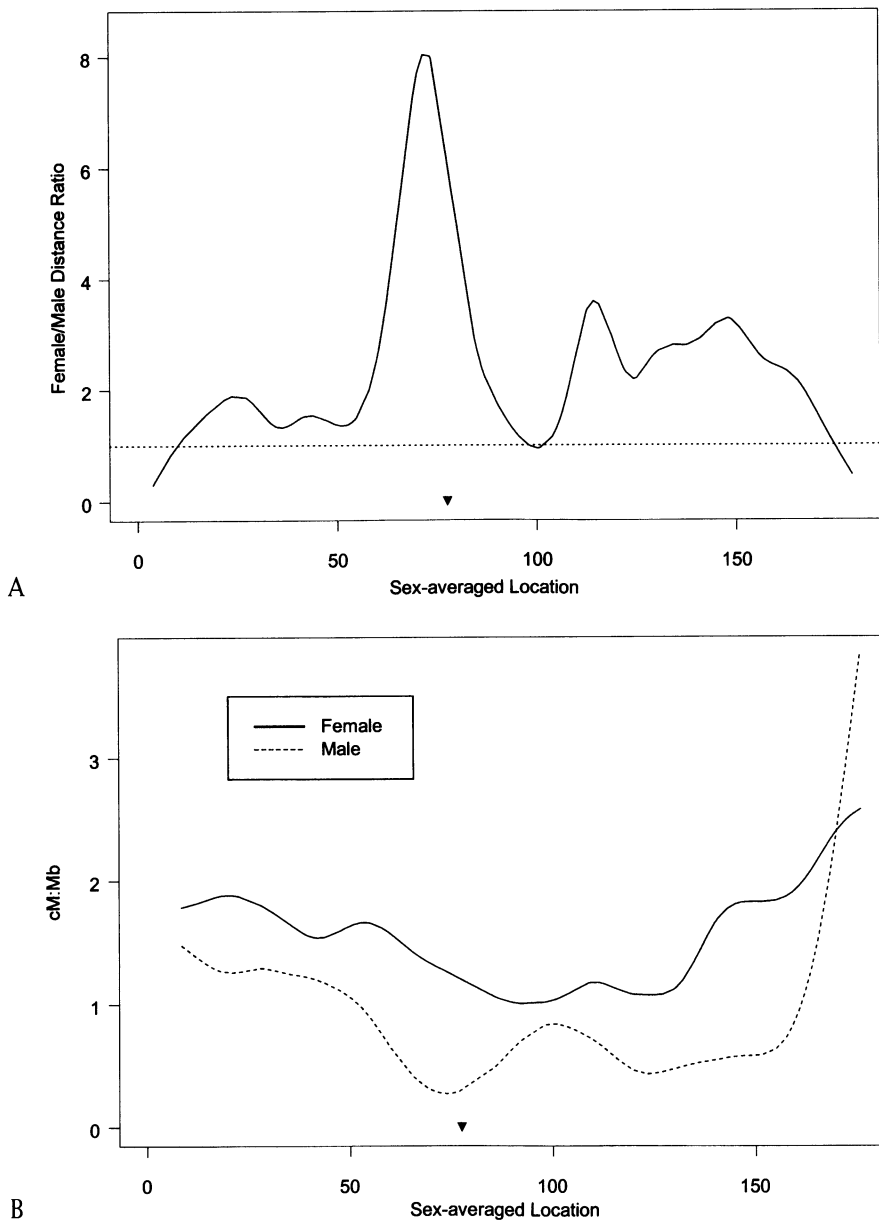 8
6
4
2
0
Female/Male Distance Ratio
0 50 100 150
Sex-averaged Location
A
Female
Male
3
2
1
0
cM:Mb
0 50 100 150
Sex-averaged Location
B